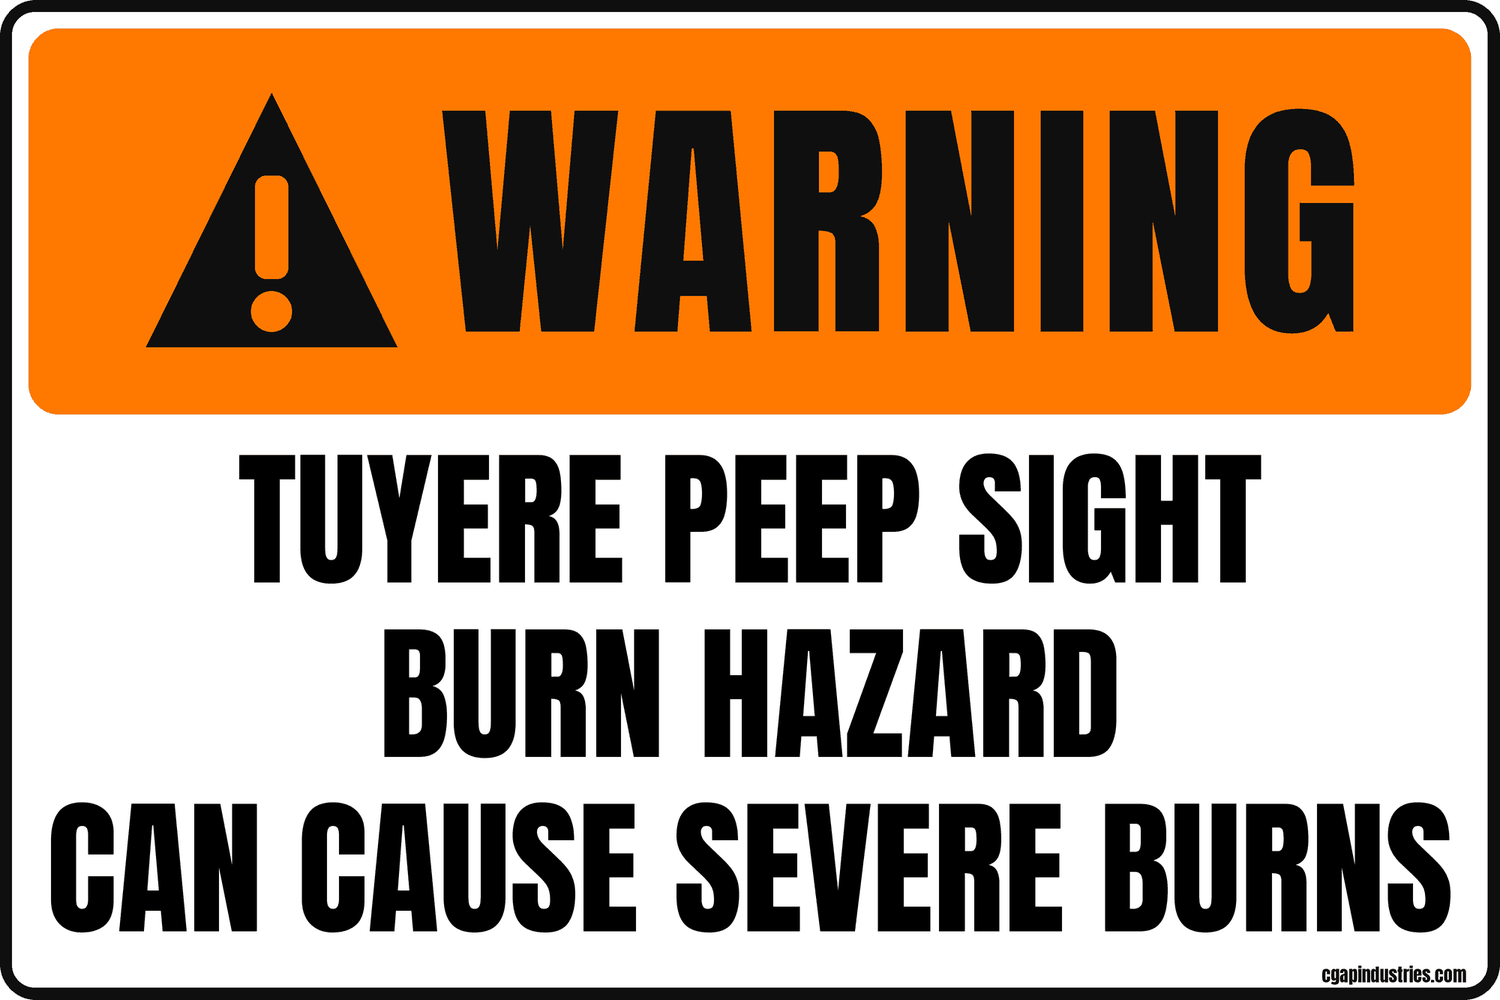 WARNING
TUYERE PEEP SIGHT
BURN HAZARD
CAN CAUSE SEVERE BURNS
cgapindustries.com